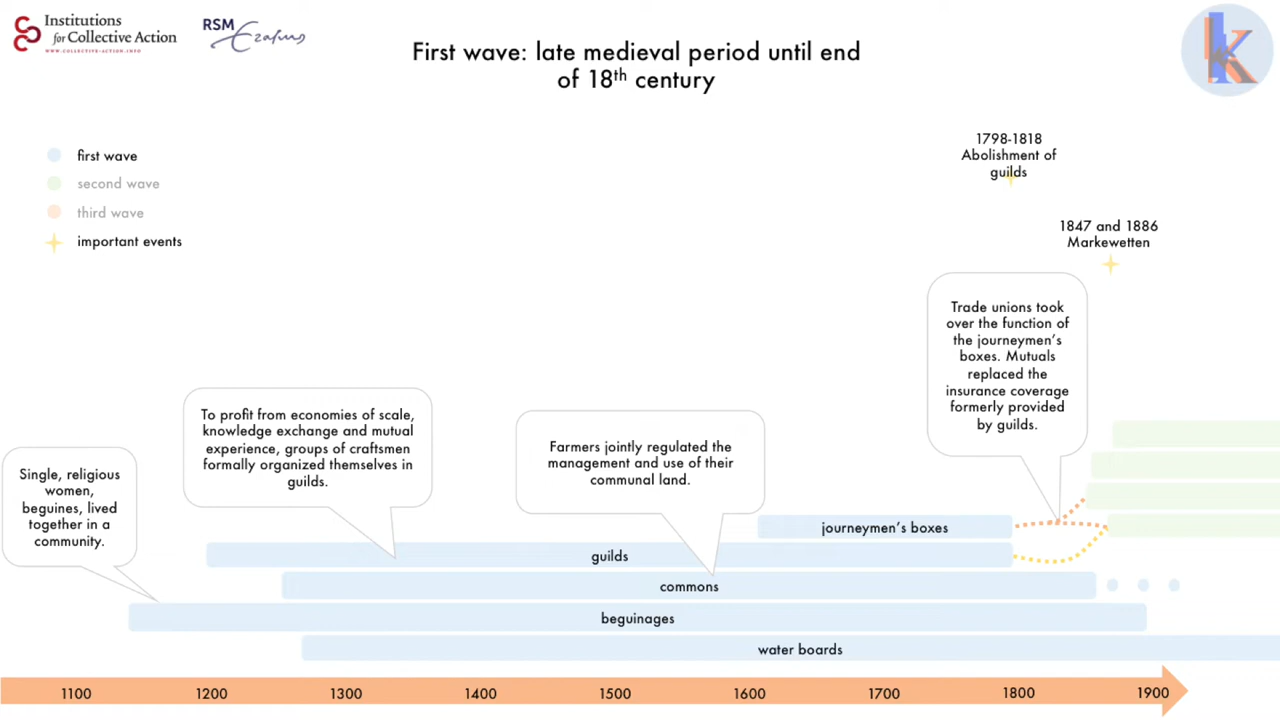 Institutions
for Collective Action
WWW.COLLECTIVE-ACTION.INFO
RSM
Erasmus
First wave: late medieval period until end
of 18th century
k
first wave
second wave
third wave
important events
1798-1818
Abolishment of
guilds
1847 and 1886
Markewetten
Trade unions took
over the function of
the journeymen's
boxes. Mutuals
replaced the
insurance coverage
formerly provided
by guilds.
To profit from economies of scale,
knowledge exchange and mutual
experience, groups of craftsmen
formally organized themselves in
guilds.
Farmers jointly regulated the
management and use of their
communal land.
Single, religious
women,
beguines, lived
together in a
community.
journeymen's boxes
guilds
commons
beguinages
water boards
1100
1200
1300
1400
1500
1600
1700
1800
1900